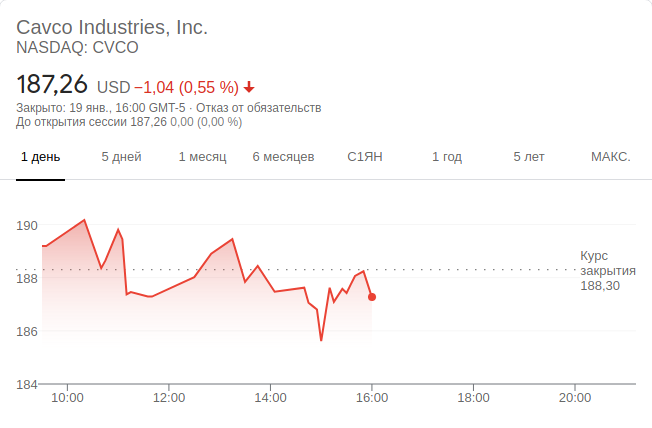 Cavco Industries, Inc.
NASDAQ: CVCO
187,26 USD −1,04 (0,55 %)
Закрыто: 19 янв., 16:00 GMT-5 · Отказ от обязательств
До открытия сессии 187,26 0,00 (0,00 %)
1 день 5 дней 1 месяц 6 месяцев С1ЯН 1 год 5 лет МАКС.
190
188
186
184
Курс
закрытия
188,30
10:00 12:00 14:00 16:00 18:00 20:00